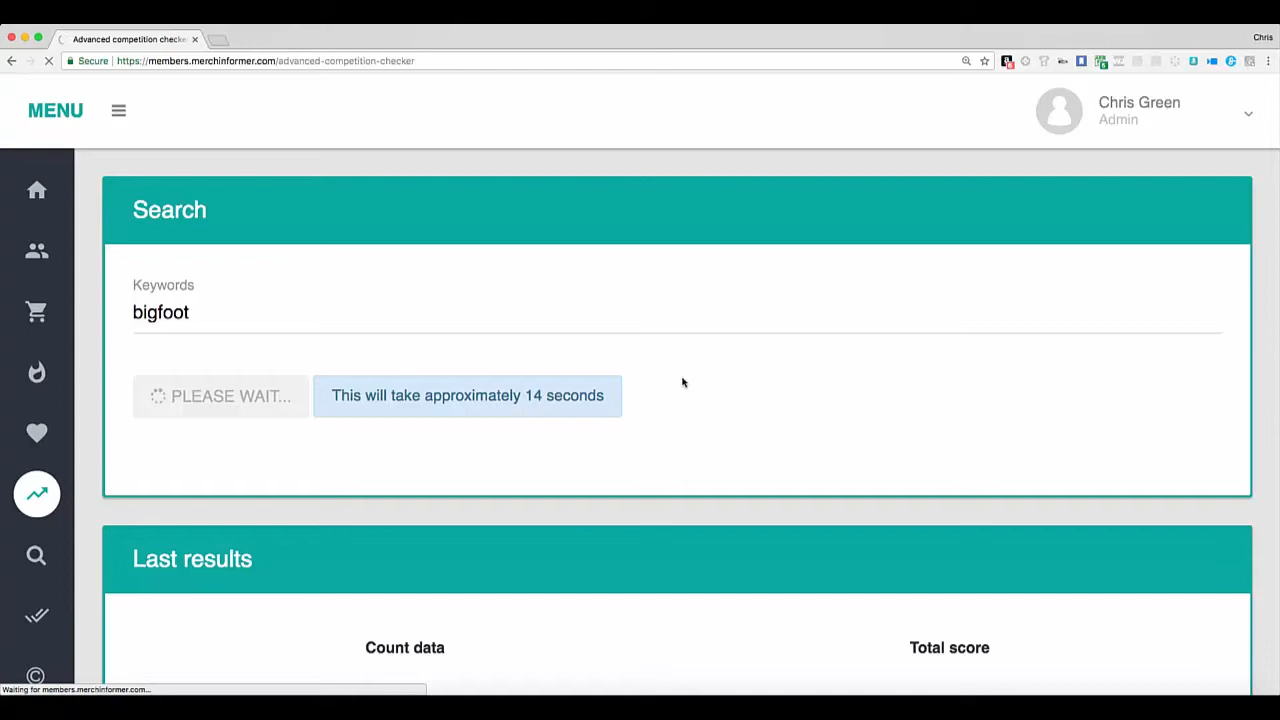 Advanced competition checke
Chris
Secure https://members.merchinformer.com/advanced-competition-checker
MENU
Chris Green
Admin
Search
Keywords
bigfoot
PLEASE WAIT...
This will take approximately 14 seconds
Last results
Count data Total score
Waiting for members.merchinformer.com...